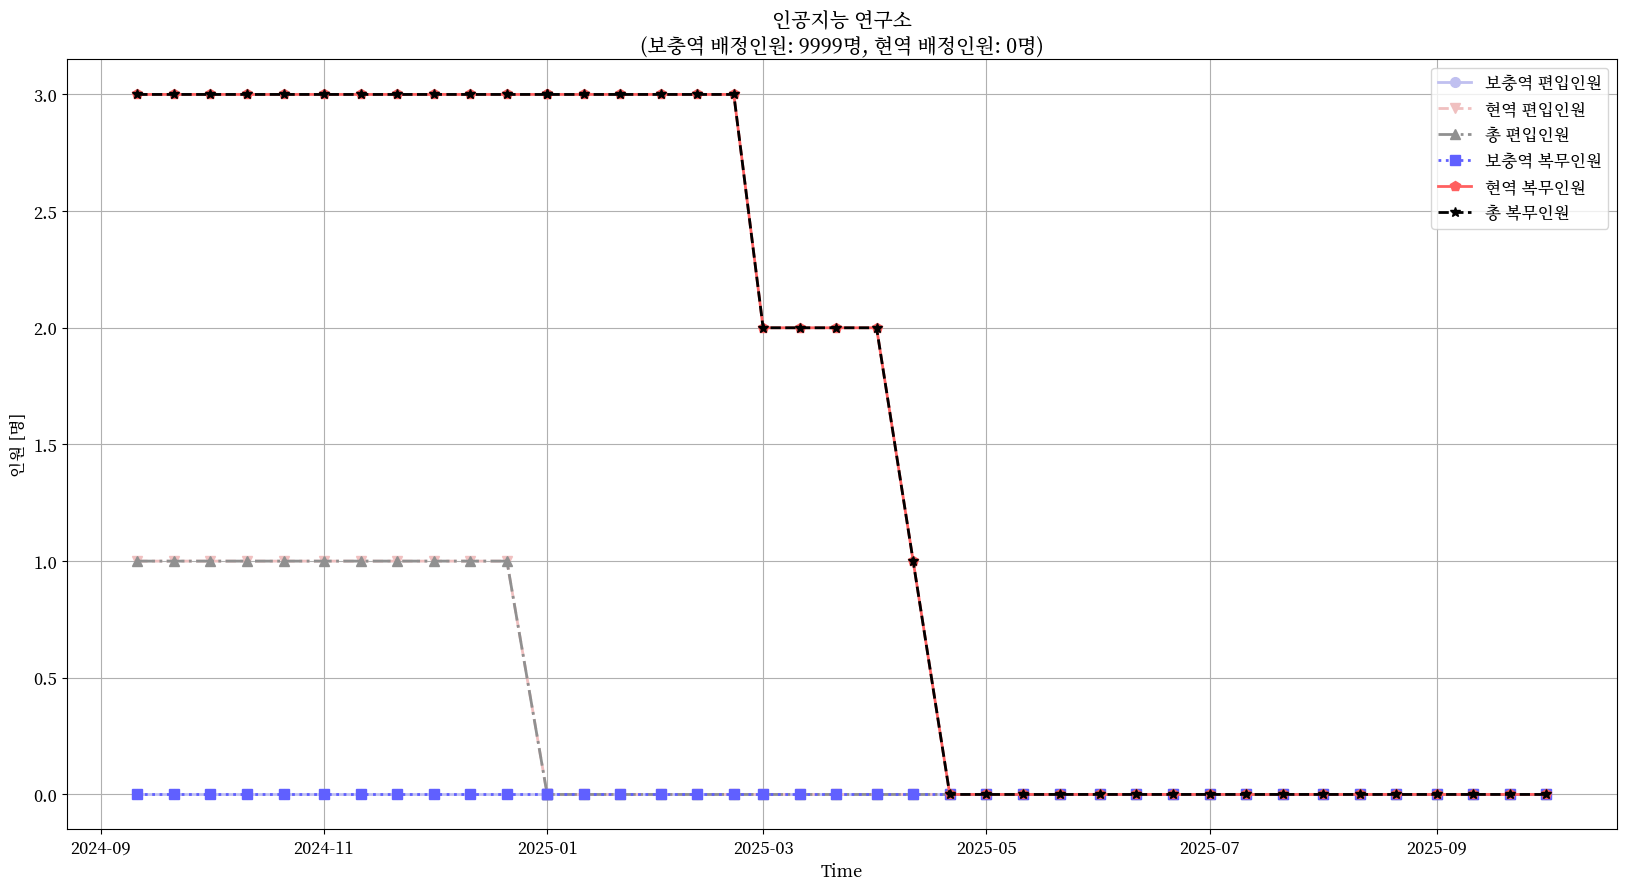 인공지능 연구소
(보충역 배정인원: 9999명, 현역 배정인원: 0명)
3.0
2.5
2.0
1.5
1.0
0.5
0.0
인원 [명]
보충역 편입인원
현역 편입인원
총 편입인원
보충역 복무인원
현역 복무인원
총 복무인원
2024-09
2024-11
2025-01
2025-03
2025-05
2025-07
2025-09
Time